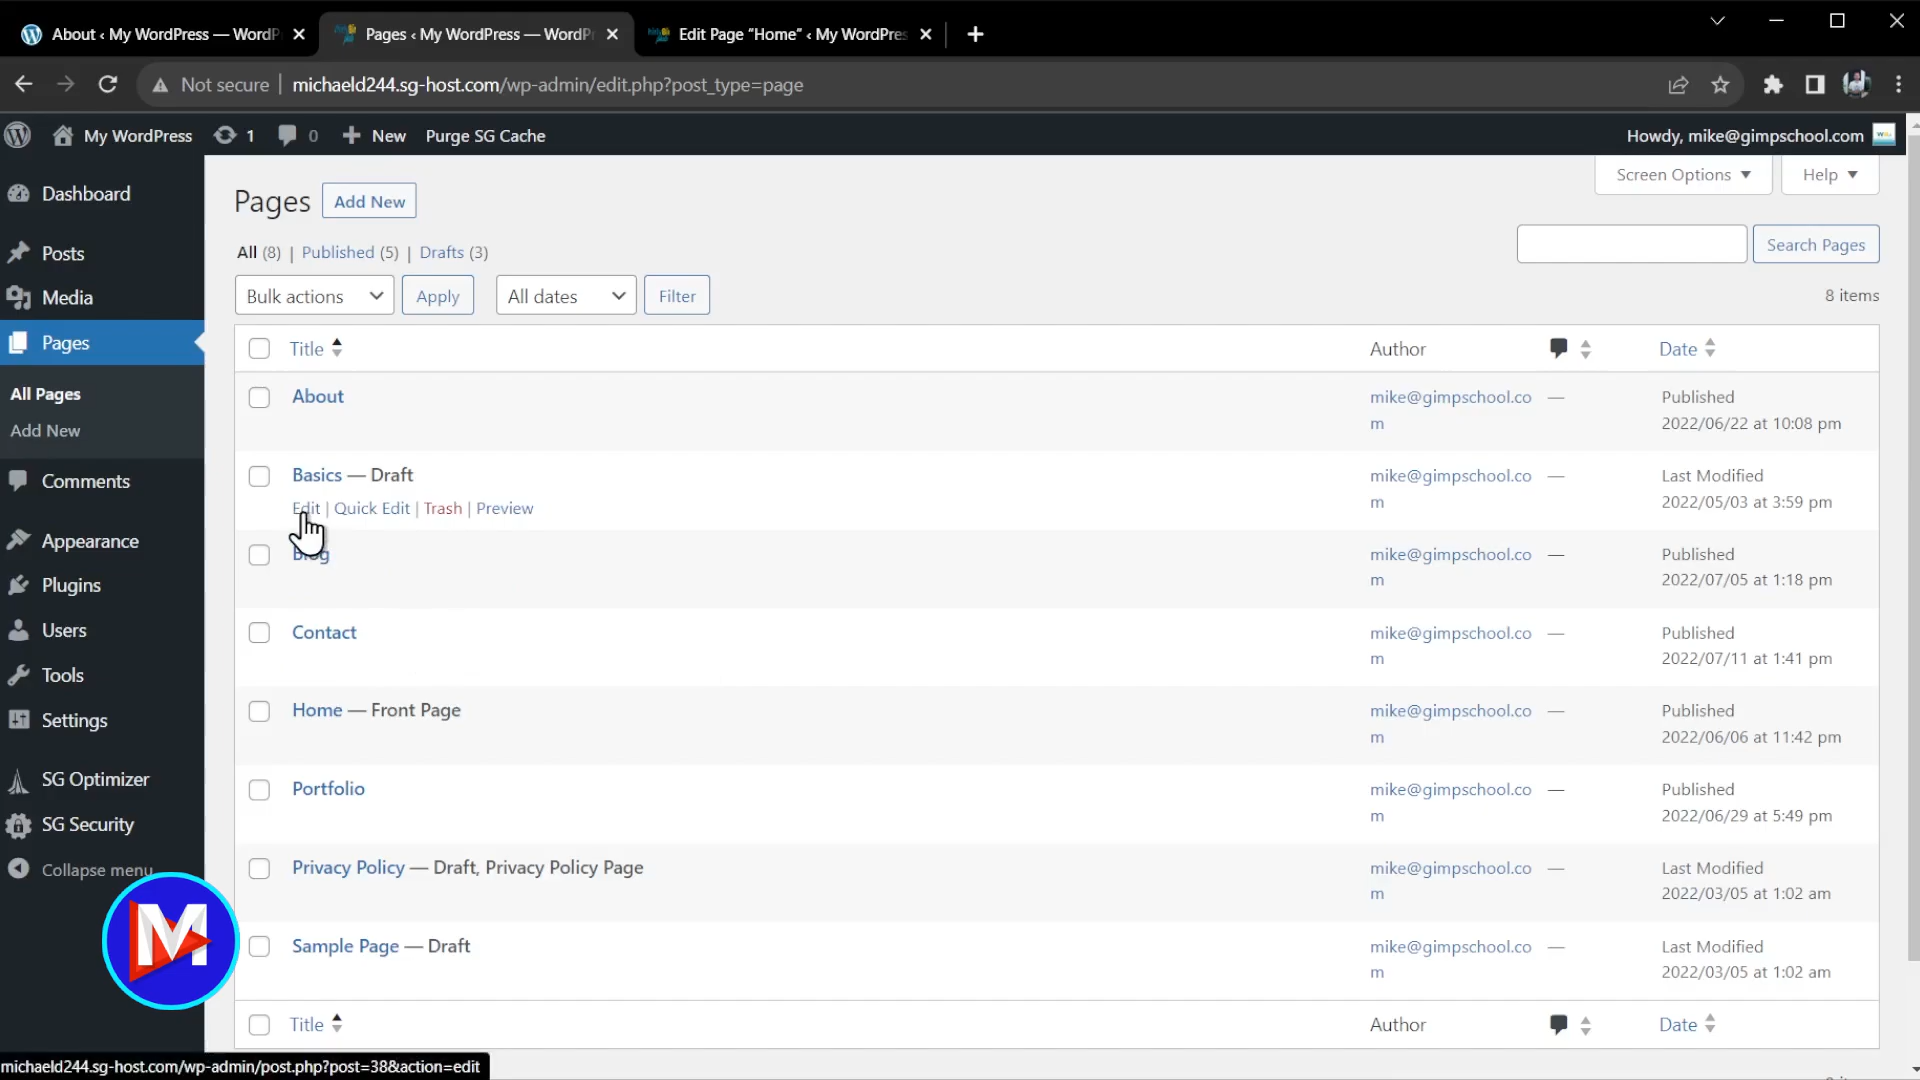 About ‹ My WordPress — WordP
Pages ‹ My WordPress — WordPr
Edit Page “Home” ‹ My WordPres
Not secure
michaeld244.sg-host.com/wp-admin/edit.php?post_type=page
My WordPress 1 0 New Purge SG Cache
Howdy, mike@gimpschool.com
Screen Options Help
Dashboard
Posts
Media
Pages
All Pages
Add New
Comments
Appearance
Plugins
Users
Tools
Settings
SG Optimizer
SG Security
Collapse menu
M
Pages Add New
All (8) | Published (5) | Drafts (3)
Search Pages
Bulk actions Apply All dates Filter
8 items
Title Author Date
About mike@gimpschool.co — Published
m 2022/06/22 at 10:08 pm
Basics — Draft mike@gimpschool.co — Last Modified
Edit | Quick Edit | Trash | Preview m 2022/05/03 at 3:59 pm
Blog mike@gimpschool.co — Published
m 2022/07/05 at 1:18 pm
Contact mike@gimpschool.co — Published
m 2022/07/11 at 1:41 pm
Home — Front Page mike@gimpschool.co — Published
m 2022/06/06 at 11:42 pm
Portfolio mike@gimpschool.co — Published
m 2022/06/29 at 5:49 pm
Privacy Policy — Draft, Privacy Policy Page mike@gimpschool.co — Last Modified
m 2022/03/05 at 1:02 am
Sample Page — Draft mike@gimpschool.co — Last Modified
m 2022/03/05 at 1:02 am
Title Author Date
michaeld244.sg-host.com/wp-admin/post.php?post=38&action=edit